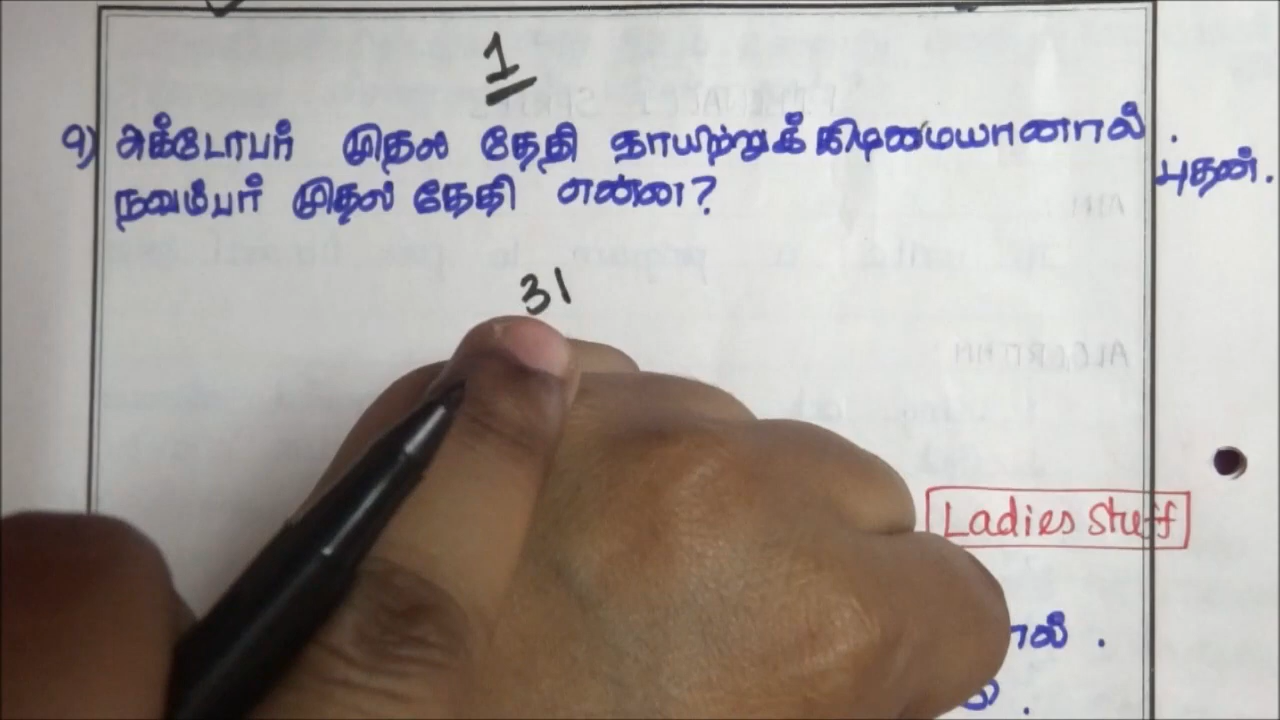 1
9) அக்டோபர் முதல் தேதி ஞாயிற்றுக்கிழமையானால் .
நவம்பர் முதல் தேதி என்ன?
புதன்.
31
Ladies Stuff
ால் .